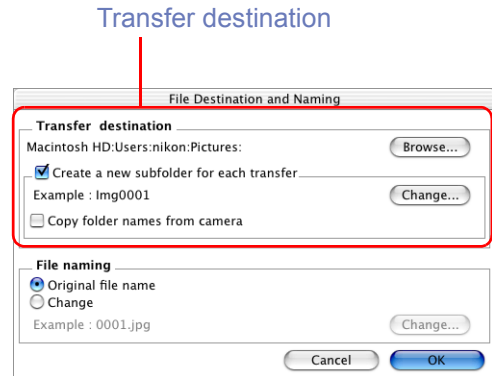 Transfer destination
File Destination and Naming
Transfer destination
Macintosh HD:Users:nikon:Pictures:
Browse...
Create a new subfolder for each transfer
Example : Img0001
Change...
Copy folder names from camera
File naming
Original file name
Change
Example : 0001.jpg
Change...
Cancel
OK